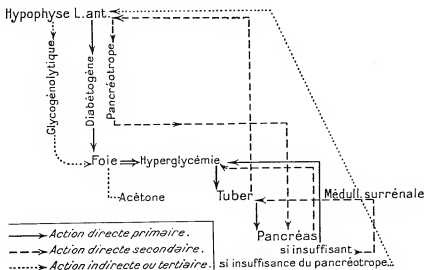 Hypophyse L.ant.
Glycogénolytique
Diabétogène
Pancréotrope
Foie Hyperglycémie
Acétone Tuber Médull. surrénale
Action directe primaire.
Action directe secondaire. Pancréas
si insuffisant
Action indirecte ou tertiaire. si insuffisance du pancréotrope.